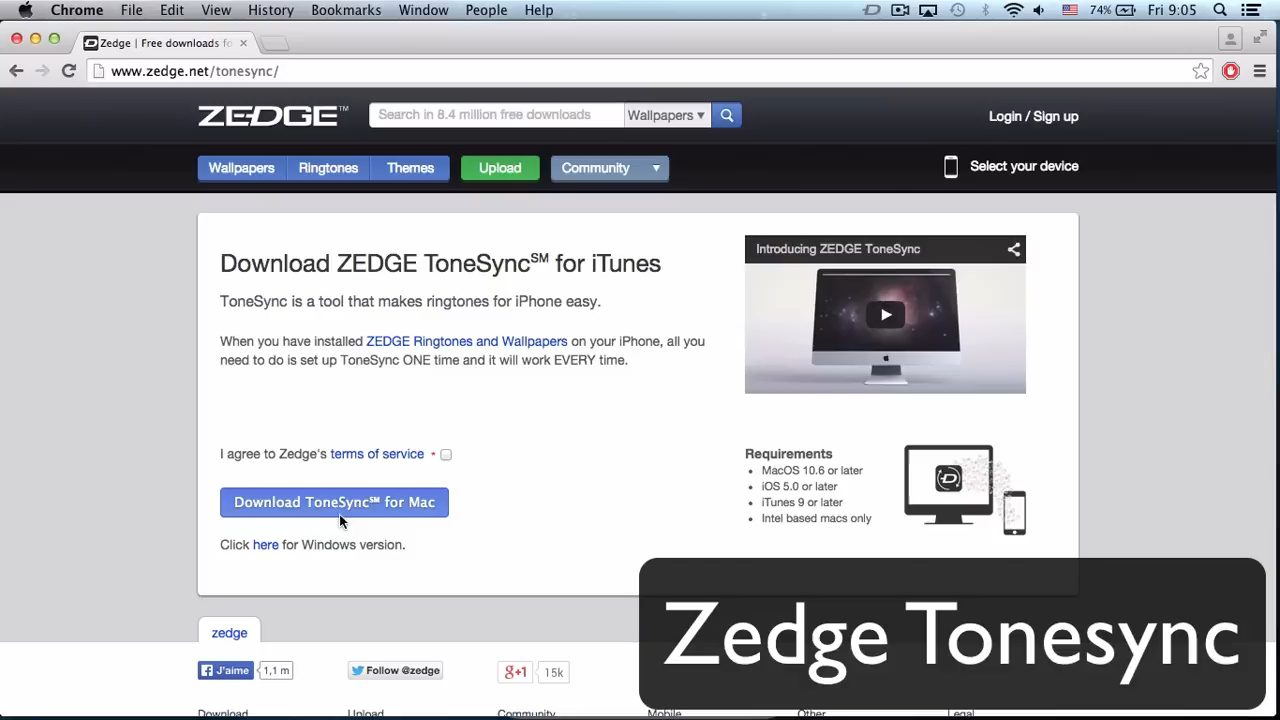 Chrome File Edit View History Bookmarks Window People Help 74% Fri 9:05
Zedge | Free downloads fo
www.zedge.net/tonesync/
ZEDGE™ Search in 8.4 million free downloads Wallpapers ▾ Login / Sign up
Wallpapers Ringtones Themes Upload Community ▾ Select your device
Download ZEDGE ToneSync℠ for iTunes
ToneSync is a tool that makes ringtones for iPhone easy.
When you have installed ZEDGE Ringtones and Wallpapers on your iPhone, all you
need to do is set up ToneSync ONE time and it will work EVERY time.
Introducing ZEDGE ToneSync
I agree to Zedge's terms of service *
Download ToneSync℠ for Mac
Click here for Windows version.
Requirements
• MacOS 10.6 or later
• iOS 5.0 or later
• iTunes 9 or later
• Intel based macs only
Zedge Tonesync
zedge
J'aime 1,1 m Follow @zedge g+1 15k
Download Upload Community Mobile Other Legal